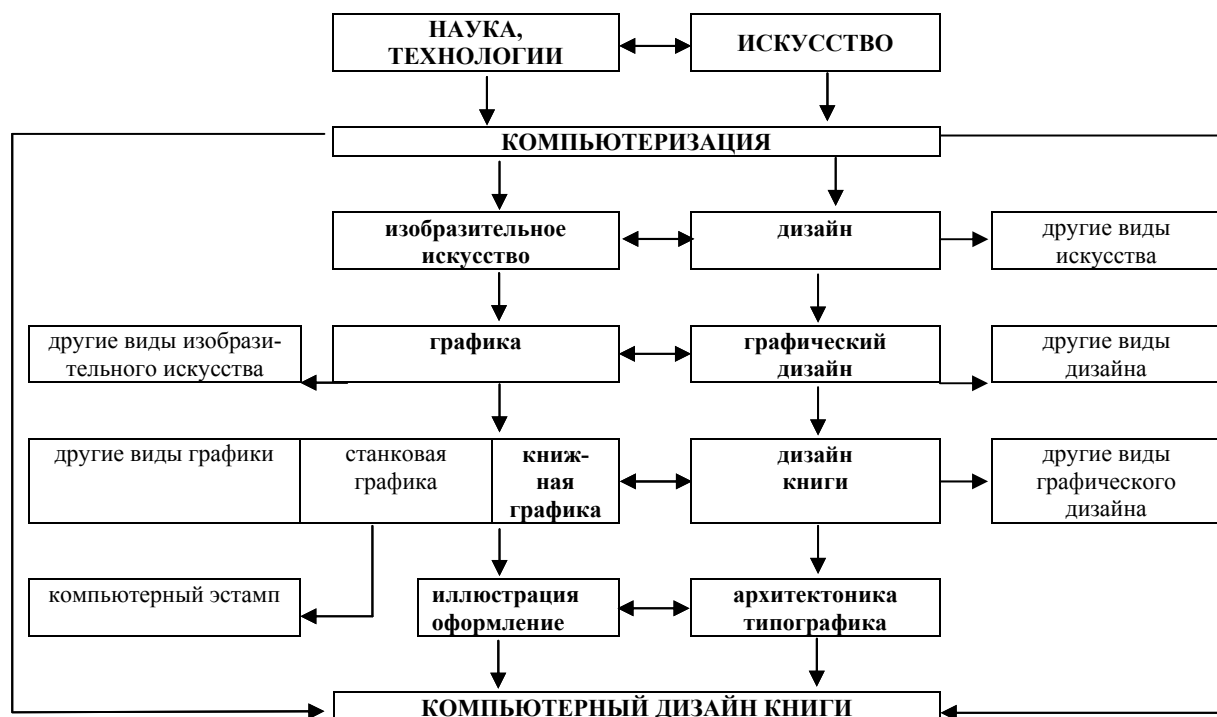 НАУКА,
ТЕХНОЛОГИИ
ИСКУССТВО
КОМПЬЮТЕРИЗАЦИЯ
изобразительное
искусство
дизайн
другие виды
искусства
другие виды изобрази-
тельного искусства
графика
графический
дизайн
другие виды
дизайна
другие виды графики
станковая
графика
книж-
ная
графика
дизайн
книги
другие виды
графического
дизайна
компьютерный эстамп
иллюстрация
оформление
архитектоника
типографика
КОМПЬЮТЕРНЫЙ ДИЗАЙН КНИГИ